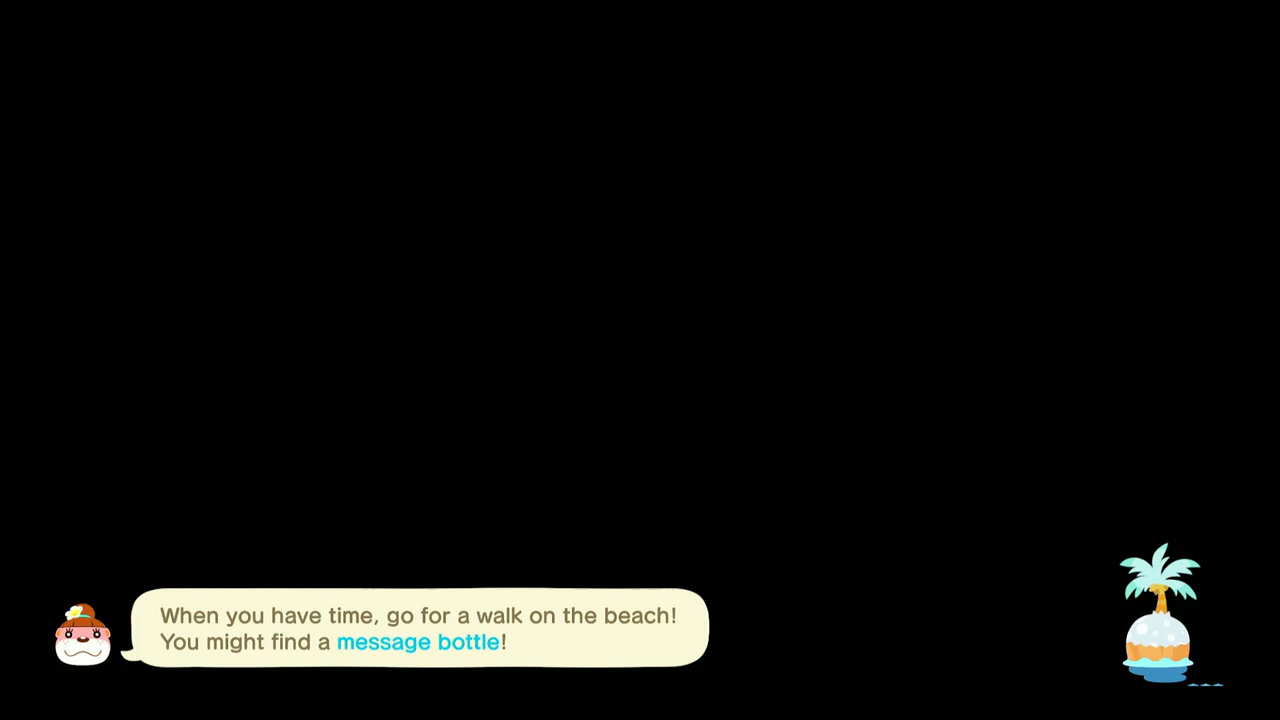 When you have time, go for a walk on the beach!
You might find a message bottle!